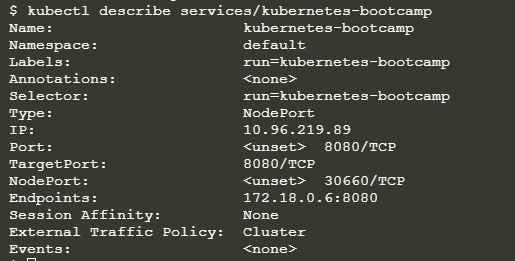 $ kubectl describe services/kubernetes-bootcamp
Name: kubernetes-bootcamp
Namespace: default
Labels: run=kubernetes-bootcamp
Annotations: <none>
Selector: run=kubernetes-bootcamp
Type: NodePort
IP: 10.96.219.89
Port: <unset> 8080/TCP
TargetPort: 8080/TCP
NodePort: <unset> 30660/TCP
Endpoints: 172.18.0.6:8080
Session Affinity: None
External Traffic Policy: Cluster
Events: <none>